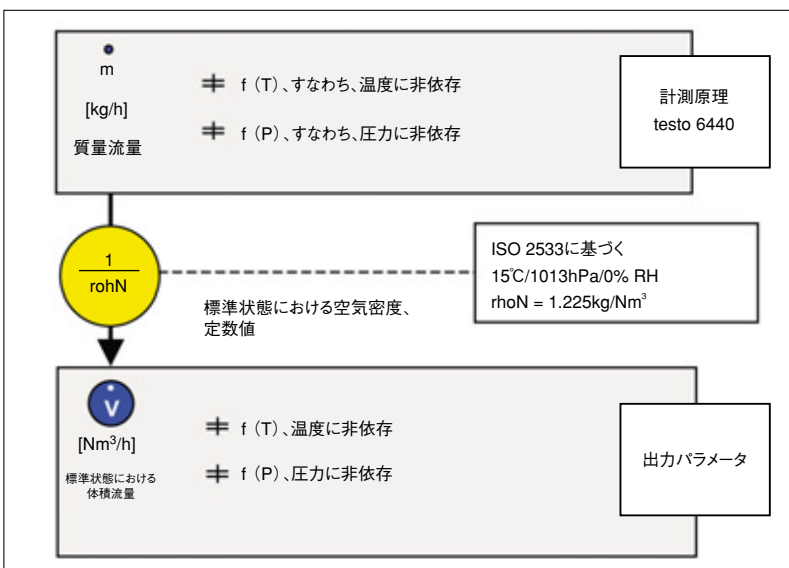 m
[kg/h]
質量流量
≠ f (T)、すなわち、温度に非依存
≠ f (P)、すなわち、圧力に非依存
計測原理
testo 6440
1
rohN
ISO 2533に基づく
15℃/1013hPa/0% RH
rhoN = 1.225kg/Nm³
標準状態における空気密度、
定数値
V
[Nm³/h]
標準状態における
体積流量
≠ f (T)、温度に非依存
≠ f (P)、圧力に非依存
出力パラメータ